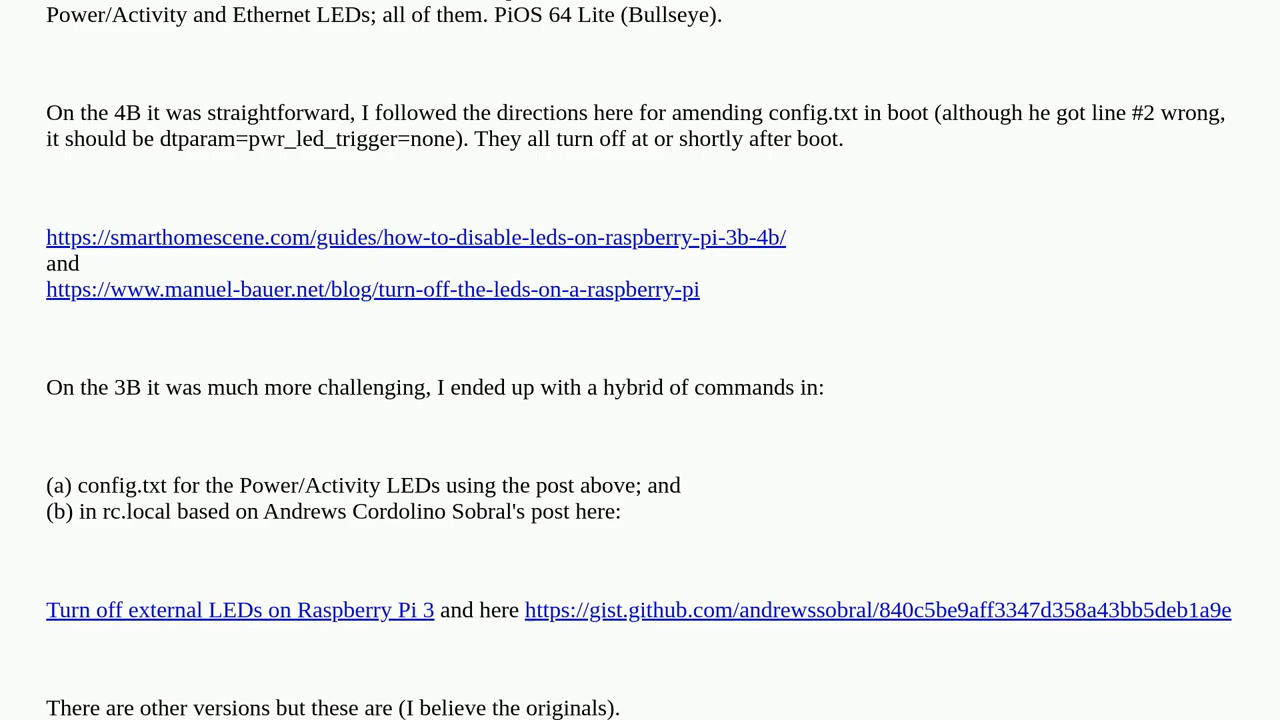 Power/Activity and Ethernet LEDs; all of them. PiOS 64 Lite (Bullseye).
On the 4B it was straightforward, I followed the directions here for amending config.txt in boot (although he got line #2 wrong,
it should be dtparam=pwr_led_trigger=none). They all turn off at or shortly after boot.
https://smarthomescene.com/guides/how-to-disable-leds-on-raspberry-pi-3b-4b/
and
https://www.manuel-bauer.net/blog/turn-off-the-leds-on-a-raspberry-pi
On the 3B it was much more challenging, I ended up with a hybrid of commands in:
(a) config.txt for the Power/Activity LEDs using the post above; and
(b) in rc.local based on Andrews Cordolino Sobral's post here:
Turn off external LEDs on Raspberry Pi 3 and here https://gist.github.com/andrewssobral/840c5be9aff3347d358a43bb5deb1a9e
There are other versions but these are (I believe the originals).